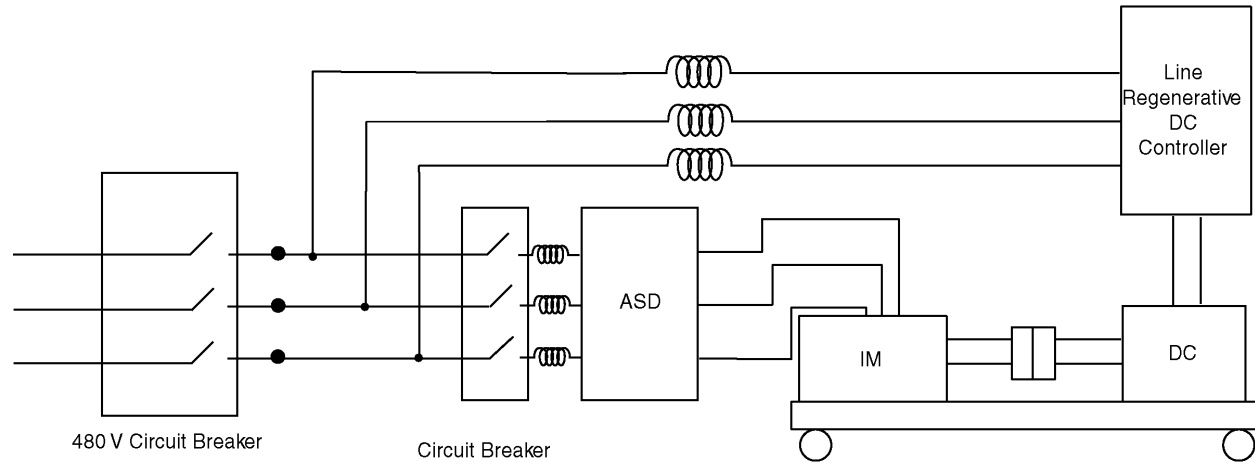 Line
Regenerative
DC
Controller
ASD
IM
DC
480 V Circuit Breaker
Circuit Breaker